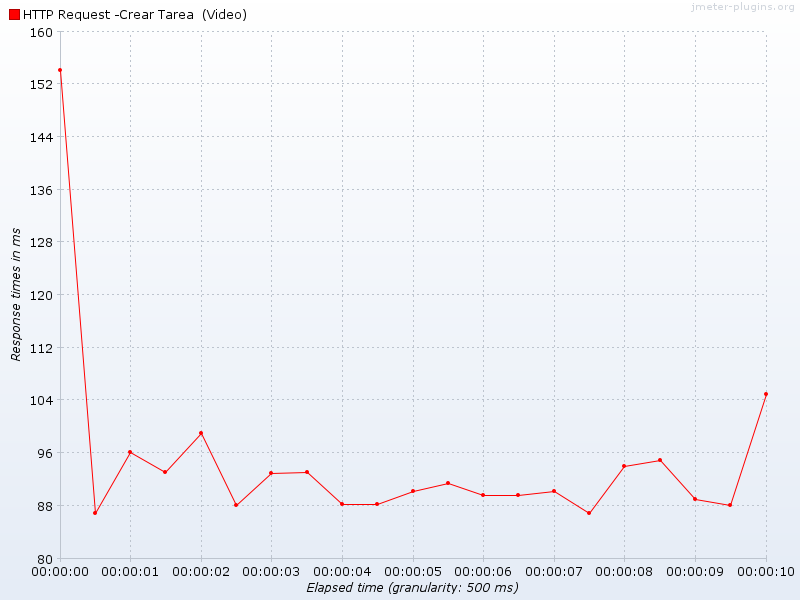 jmeter-plugins.org
HTTP Request -Crear Tarea  (Video)
160
152
144
136
128
120
112
104
96
88
80
Response times in ms
00:00:00 00:00:01 00:00:02 00:00:03 00:00:04 00:00:05 00:00:06 00:00:07 00:00:08 00:00:09 00:00:10
Elapsed time (granularity: 500 ms)